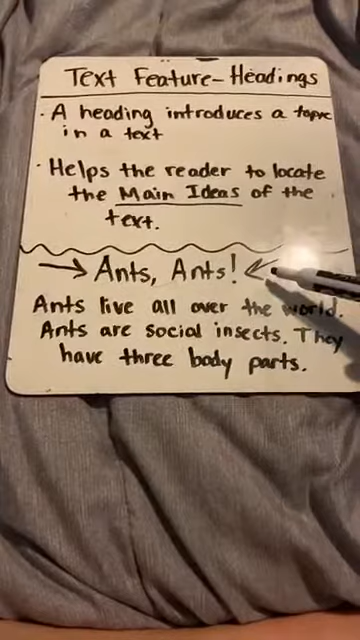 Text Feature - Headings
· A heading introduces a topic
in a text
· Helps the reader to locate
the Main Ideas of the
text.
Ants, Ants!
Ants live all over the world.
Ants are social insects. They
have three body parts.